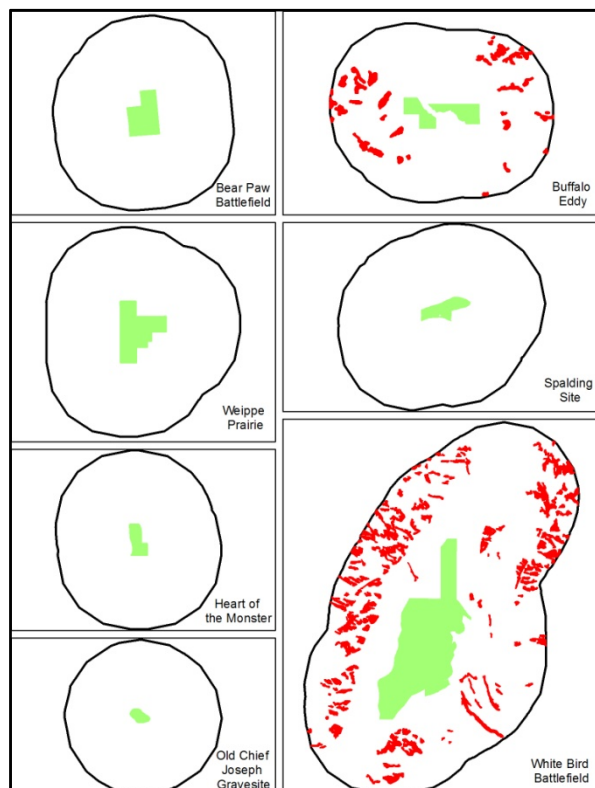 Bear Paw
Battlefield
Buffalo
Eddy
Weippe
Prairie
Spalding
Site
Heart of
the Monster
Old Chief
Joseph
Gravesite
White Bird
Battlefield